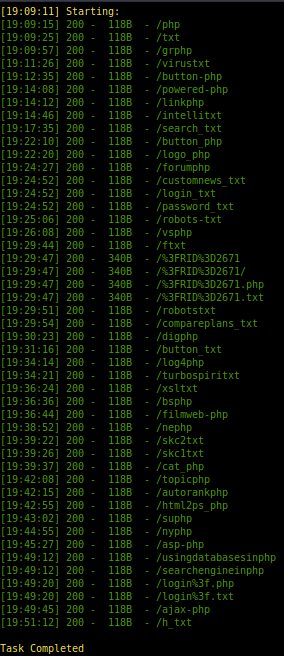 [19:09:11] Starting:
[19:09:15] 200 -  118B  - /php
[19:09:25] 200 -  118B  - /txt
[19:09:57] 200 -  118B  - /grphp
[19:11:26] 200 -  118B  - /virustxt
[19:12:35] 200 -  118B  - /button-php
[19:14:08] 200 -  118B  - /powered-php
[19:14:12] 200 -  118B  - /linkphp
[19:14:46] 200 -  118B  - /intellitxt
[19:17:35] 200 -  118B  - /search_txt
[19:22:10] 200 -  118B  - /button_php
[19:22:20] 200 -  118B  - /logo_php
[19:24:27] 200 -  118B  - /forumphp
[19:24:52] 200 -  118B  - /customnews_txt
[19:24:52] 200 -  118B  - /login_txt
[19:24:52] 200 -  118B  - /password_txt
[19:25:06] 200 -  118B  - /robots-txt
[19:26:08] 200 -  118B  - /vsphp
[19:29:44] 200 -  118B  - /ftxt
[19:29:47] 200 -  340B  - /%3FRID%3D2671
[19:29:47] 200 -  340B  - /%3FRID%3D2671/
[19:29:47] 200 -  340B  - /%3FRID%3D2671.php
[19:29:47] 200 -  340B  - /%3FRID%3D2671.txt
[19:29:51] 200 -  118B  - /robotstxt
[19:29:54] 200 -  118B  - /compareplans_txt
[19:30:23] 200 -  118B  - /digphp
[19:31:16] 200 -  118B  - /button_txt
[19:34:14] 200 -  118B  - /log4php
[19:34:21] 200 -  118B  - /turbospiritxt
[19:36:24] 200 -  118B  - /xsltxt
[19:36:36] 200 -  118B  - /bsphp
[19:36:44] 200 -  118B  - /filmweb-php
[19:38:52] 200 -  118B  - /nephp
[19:39:22] 200 -  118B  - /skc2txt
[19:39:26] 200 -  118B  - /skc1txt
[19:39:37] 200 -  118B  - /cat_php
[19:42:08] 200 -  118B  - /topicphp
[19:42:15] 200 -  118B  - /autorankphp
[19:42:55] 200 -  118B  - /html2ps_php
[19:43:02] 200 -  118B  - /suphp
[19:44:55] 200 -  118B  - /nyphp
[19:45:27] 200 -  118B  - /asp-php
[19:49:12] 200 -  118B  - /usingdatabasesinphp
[19:49:12] 200 -  118B  - /searchengineinphp
[19:49:20] 200 -  118B  - /login%3f.php
[19:49:20] 200 -  118B  - /login%3f.txt
[19:49:45] 200 -  118B  - /ajax-php
[19:51:12] 200 -  118B  - /h_txt
Task Completed